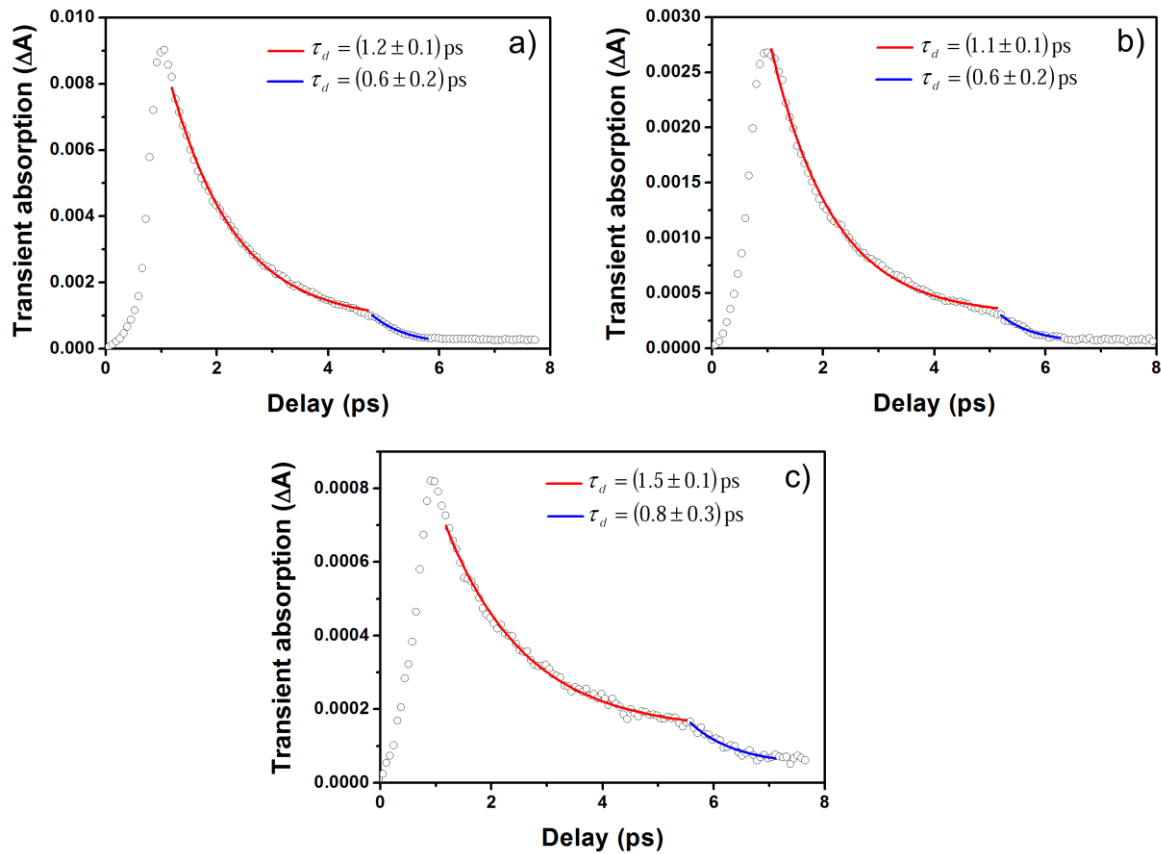 a)
τd = (1.2 ± 0.1) ps
τd = (0.6 ± 0.2) ps
Transient absorption (ΔA)
0.010
0.008
0.006
0.004
0.002
0.000
0 2 4 6 8
Delay (ps)
b)
τd = (1.1 ± 0.1) ps
τd = (0.6 ± 0.2) ps
Transient absorption (ΔA)
0.0030
0.0025
0.0020
0.0015
0.0010
0.0005
0.0000
0 2 4 6 8
Delay (ps)
c)
τd = (1.5 ± 0.1) ps
τd = (0.8 ± 0.3) ps
Transient absorption (ΔA)
0.0008
0.0006
0.0004
0.0002
0.0000
0 2 4 6 8
Delay (ps)